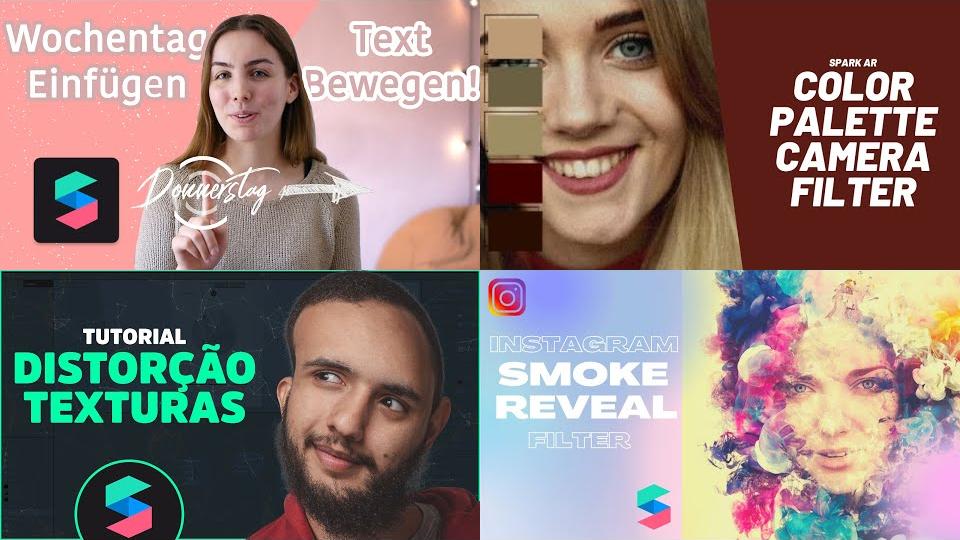 Wochentag
Einfügen
Text
Bewegen!
Donnerstag
SPARK AR
COLOR
PALETTE
CAMERA
FILTER
TUTORIAL
DISTORÇÃO
TEXTURAS
INSTAGRAM
SMOKE
REVEAL
FILTER